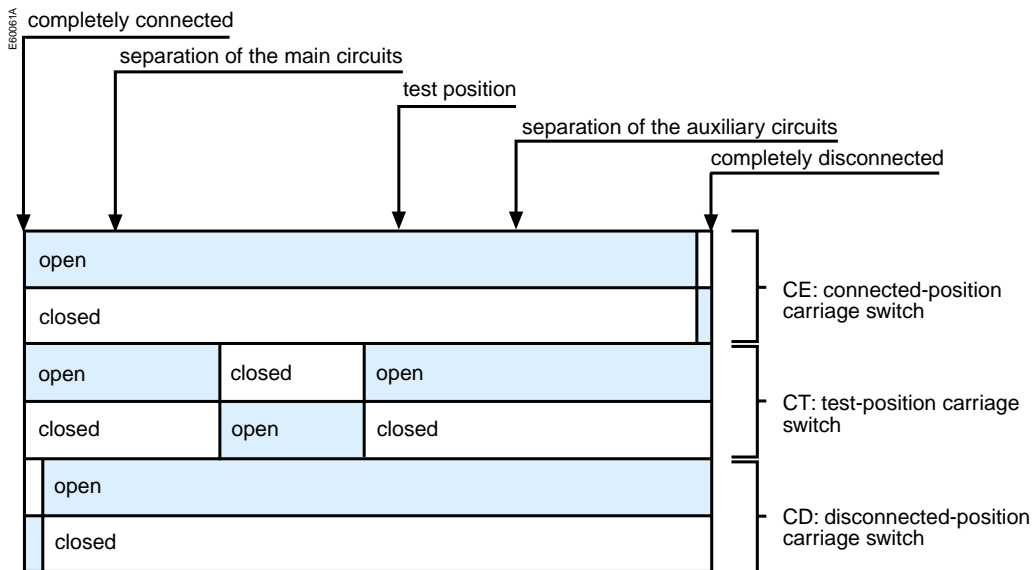 E60061A
completely connected
separation of the main circuits
test position
separation of the auxiliary circuits
completely disconnected
open
closed
CE: connected-position
carriage switch
open
closed
open
closed
open
closed
CT: test-position carriage
switch
open
closed
CD: disconnected-position
carriage switch